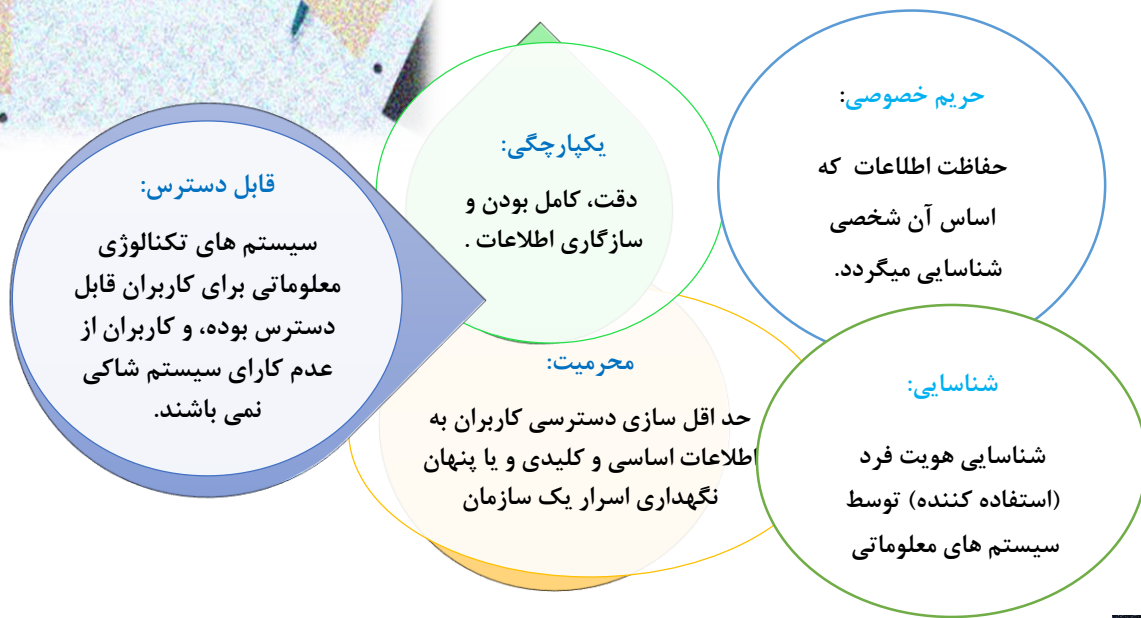 حریم خصوصی:
حفاظت اطلاعات که
اساس آن شخصی
شناسایی میگردد.
یکپارچگی:
دقت، کامل بودن و
سازگاری اطلاعات .
قابل دسترس:
سیستم های تکنالوژی
معلوماتی برای کاربران قابل
دسترس بوده، و کاربران از
عدم کارای سیستم شاکی
نمی باشند.
محرمیت:
حد اقل سازی دسترسی کاربران به
اطلاعات اساسی و کلیدی و یا پنهان
نگهداری اسرار یک سازمان
شناسایی:
شناسایی هویت فرد
(استفاده کننده) توسط
سیستم های معلوماتی